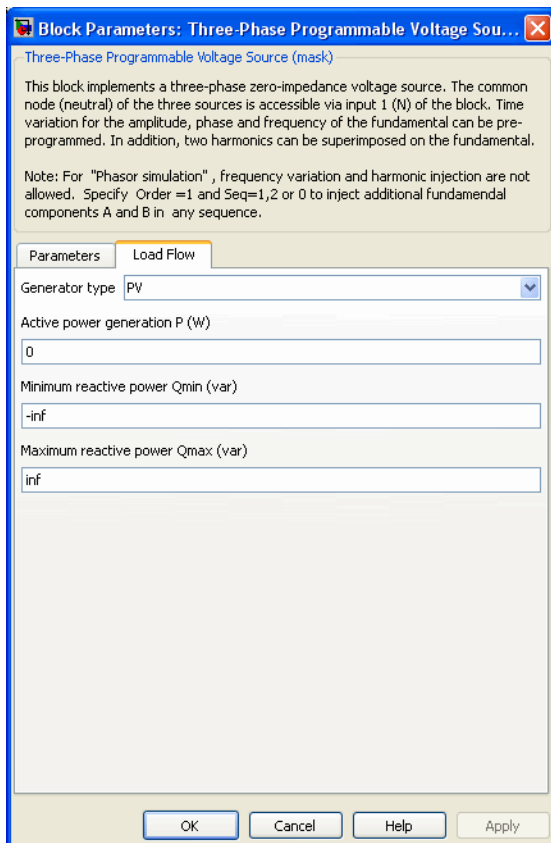 Block Parameters: Three-Phase Programmable Voltage Sou...
Three-Phase Programmable Voltage Source (mask)
This block implements a three-phase zero-impedance voltage source. The common
node (neutral) of the three sources is accessible via input 1 (N) of the block. Time
variation for the amplitude, phase and frequency of the fundamental can be pre-
programmed. In addition, two harmonics can be superimposed on the fundamental.
Note: For "Phasor simulation" , frequency variation and harmonic injection are not
allowed. Specify Order =1 and Seq=1,2 or 0 to inject additional fundamendal
components A and B in any sequence.
Parameters Load Flow
Generator type PV
Active power generation P (W)
0
Minimum reactive power Qmin (var)
-inf
Maximum reactive power Qmax (var)
inf
OK Cancel Help Apply